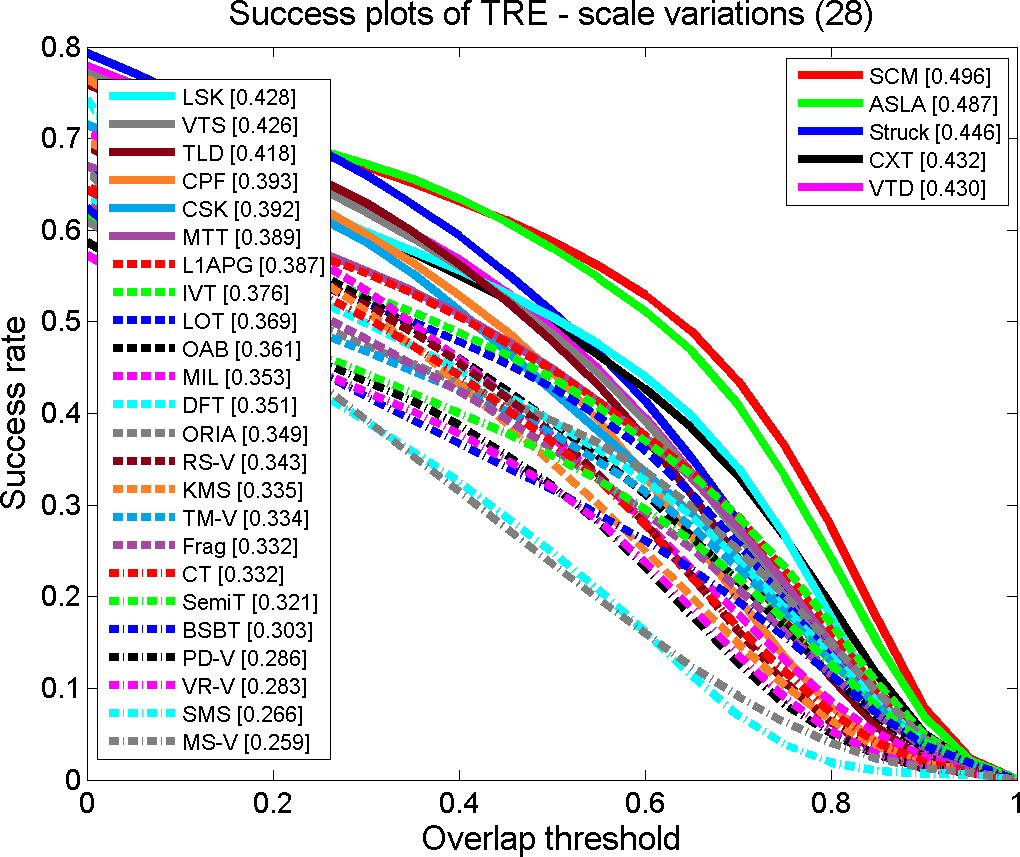 Success plots of TRE - scale variations (28)
0.8
0.7
0.6
0.5
0.4
0.3
0.2
0.1
0
Success rate
LSK [0.428]
VTS [0.426]
TLD [0.418]
CPF [0.393]
CSK [0.392]
MTT [0.389]
L1APG [0.387]
IVT [0.376]
LOT [0.369]
OAB [0.361]
MIL [0.353]
DFT [0.351]
ORIA [0.349]
RS-V [0.343]
KMS [0.335]
TM-V [0.334]
Frag [0.332]
CT [0.332]
SemiT [0.321]
BSBT [0.303]
PD-V [0.286]
VR-V [0.283]
SMS [0.266]
MS-V [0.259]
SCM [0.496]
ASLA [0.487]
Struck [0.446]
CXT [0.432]
VTD [0.430]
0 0.2 0.4 0.6 0.8 1
Overlap threshold